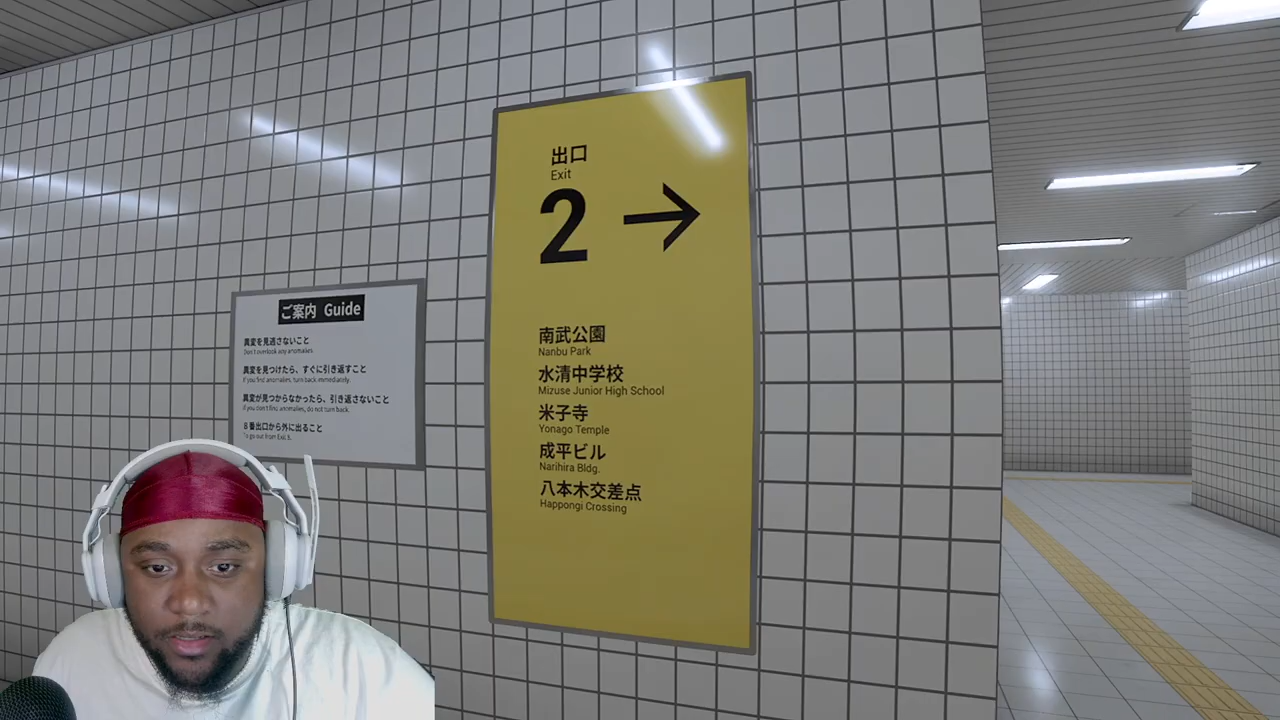 ご案内 Guide
異変を見逃さないこと
Don't overlook any anomalies.
異変を見つけたら、すぐに引き返すこと
If you find anomalies, turn back immediately.
異変が見つからなかったら、引き返さないこと
If you don't find anomalies, do not turn back.
8番出口から外に出ること
To go out from Exit 8.
出口
Exit
2 →
南武公園
Nanbu Park
水清中学校
Mizuse Junior High School
米子寺
Yonago Temple
成平ビル
Narihira Bldg.
八本木交差点
Happongi Crossing